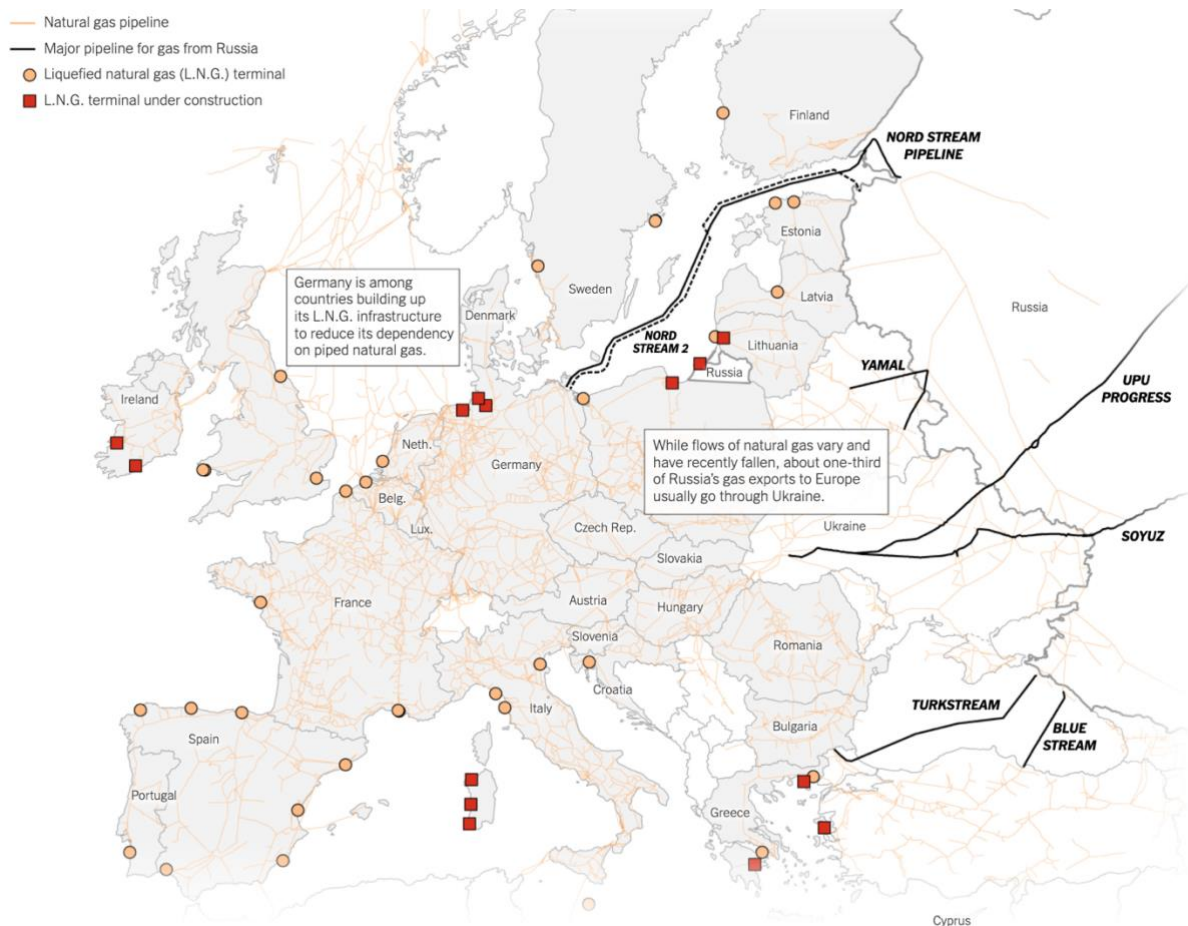 Natural gas pipeline
Major pipeline for gas from Russia
Liquefied natural gas (L.N.G.) terminal
L.N.G. terminal under construction
Finland
NORD STREAM
PIPELINE
Estonia
Sweden
Latvia
Russia
Germany is among
countries building up
its L.N.G. infrastructure
to reduce its dependency
on piped natural gas.
Denmark
NORD
STREAM 2
Lithuania
Russia
YAMAL
UPU
PROGRESS
Ireland
Neth.
Germany
While flows of natural gas vary and
have recently fallen, about one-third
of Russia's gas exports to Europe
usually go through Ukraine.
Belg.
Lux.
Czech Rep.
Ukraine
SOYUZ
Slovakia
France
Austria
Hungary
Slovenia
Romania
Croatia
Italy
TURKSTREAM
Spain
Bulgaria
BLUE
STREAM
Portugal
Greece
Cyprus